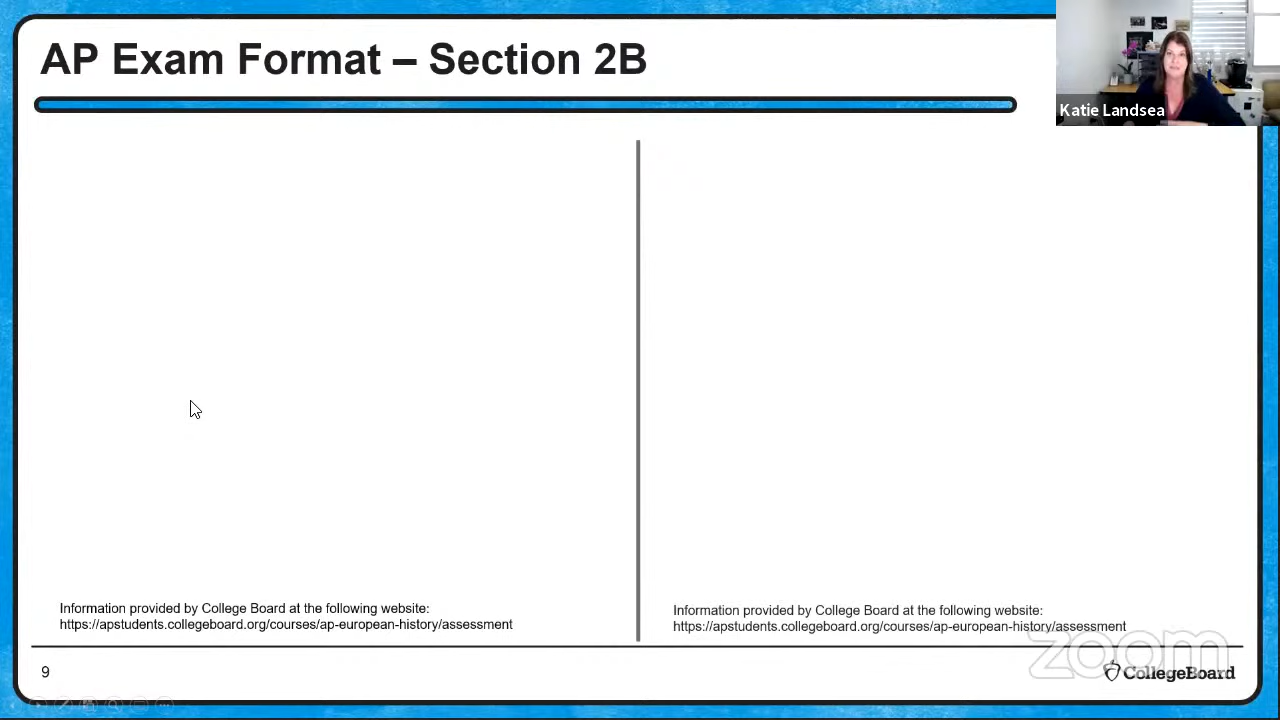 AP Exam Format – Section 2B
Katie Landsea
Information provided by College Board at the following website:
https://apstudents.collegeboard.org/courses/ap-european-history/assessment
Information provided by College Board at the following website:
https://apstudents.collegeboard.org/courses/ap-european-history/assessment
9
zoom
CollegeBoard